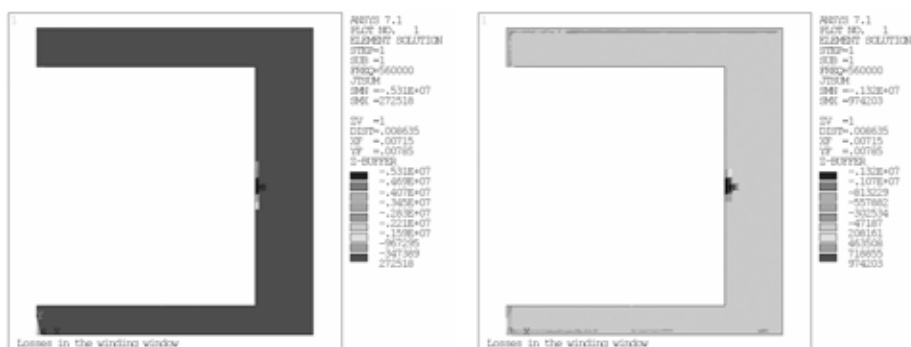 1
ANSYS 7.1
PLOT NO. 1
ELEMENT SOLUTION
STEP=1
SUB =1
FREQ=560000
JTSUM
SMN =-.531E+07
SMX =272518
ZV =1
DIST=.008635
XF =.00715
YF =.00785
Z-BUFFER
-.531E+07
-.469E+07
-.407E+07
-.345E+07
-.283E+07
-.221E+07
-.159E+07
-967295
-347389
272518
Losses in the winding window
1
ANSYS 7.1
PLOT NO. 1
ELEMENT SOLUTION
STEP=1
SUB =1
FREQ=560000
JTSUM
SMN =-.132E+07
SMX =974203
ZV =1
DIST=.008635
XF =.00715
YF =.00785
Z-BUFFER
-.132E+07
-.107E+07
-813229
-557882
-302534
-47187
208161
463508
718855
974203
Losses in the winding window